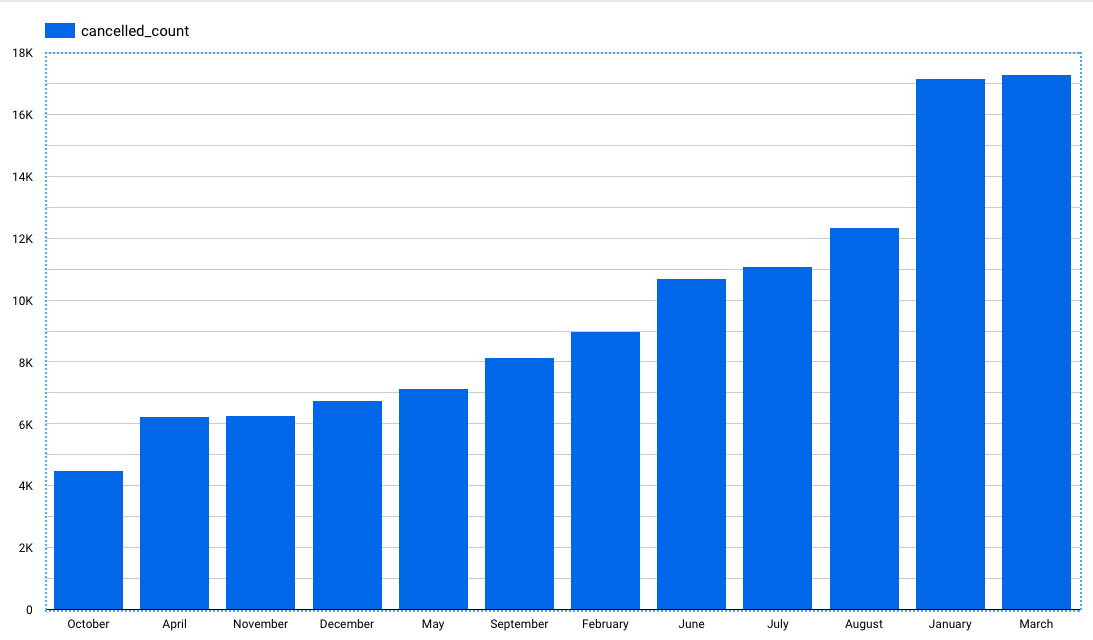 cancelled_count
18K
16K
14K
12K
10K
8K
6K
4K
2K
0
October April November December May September February June July August January March